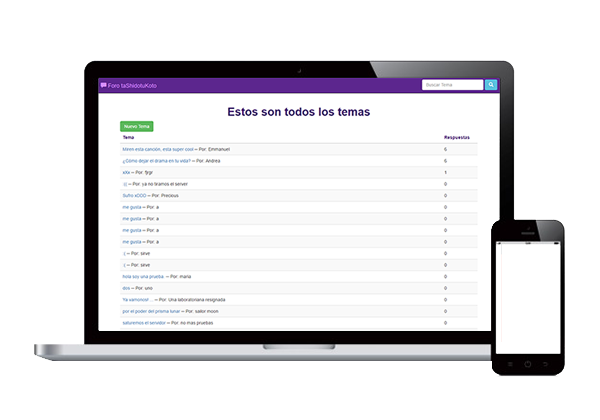 Foro taShidotuKoto
Buscar Tema
Estos son todos los temas
Nuevo Tema
Tema Respuestas
Miren esta canción, esta super cool -- Por: Emmanuel 6
¿Cómo dejar el drama en tu vida? -- Por: Andrea 6
-- Por: fygr 1
-- Por: ya no tiramos el server 0
Sufro xDDD -- Por: Precious 0
me gusta -- Por: a 0
me gusta -- Por: a 0
me gusta -- Por: a 0
me gusta -- Por: a 0
:( -- Por: seve 0
:( -- Por: seve 0
hola soy una prueba. -- Por: maria 0
dos -- Por: uno 0
Ya vamonos!!... -- Por: Una laboratoriana resignada 0
por el poder del prisma lunar -- Por: sailor moon 0
saturemos el servidor -- Por: no mas pruebas 0